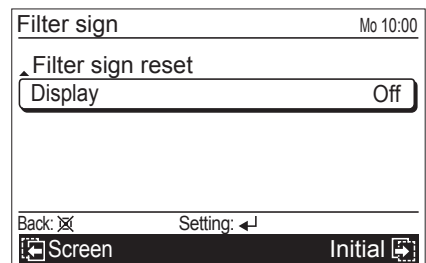 Filter sign Mo 10:00
Filter sign reset
Display Off
Back: Setting:
Screen Initial